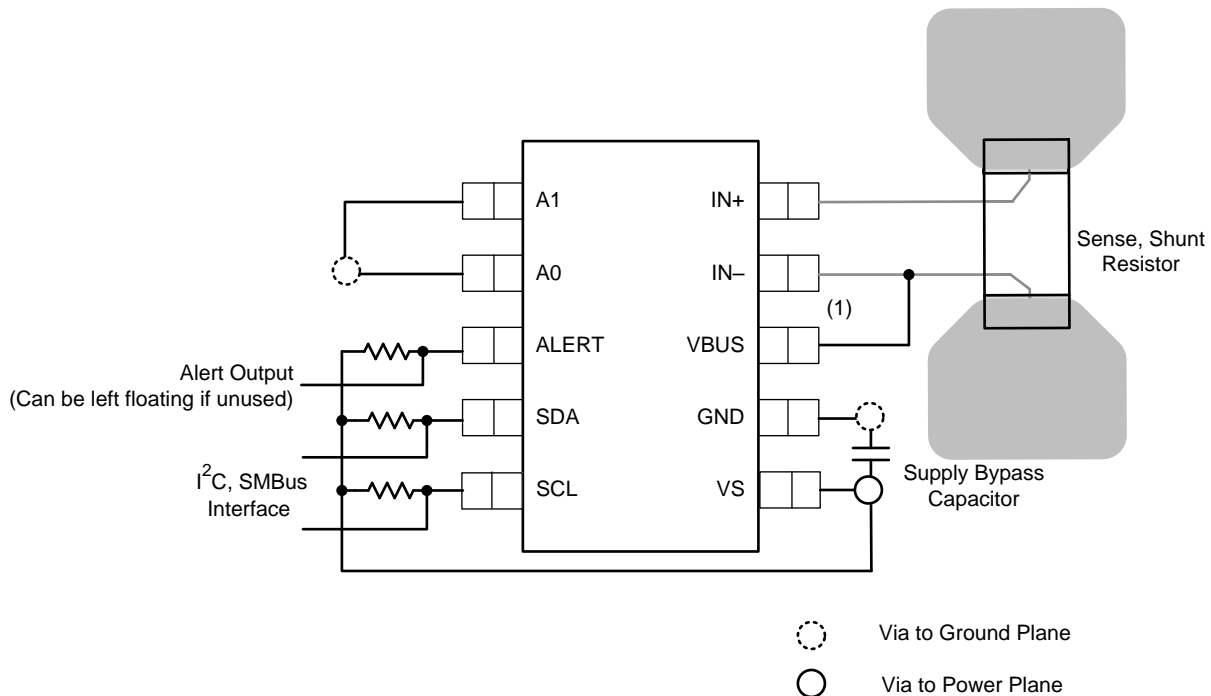 A1
A0
ALERT
SDA
SCL
IN+
IN–
(1)
VBUS
GND
VS
Sense, Shunt
Resistor
Alert Output
(Can be left floating if unused)
I²C, SMBus
Interface
Supply Bypass
Capacitor
Via to Ground Plane
Via to Power Plane